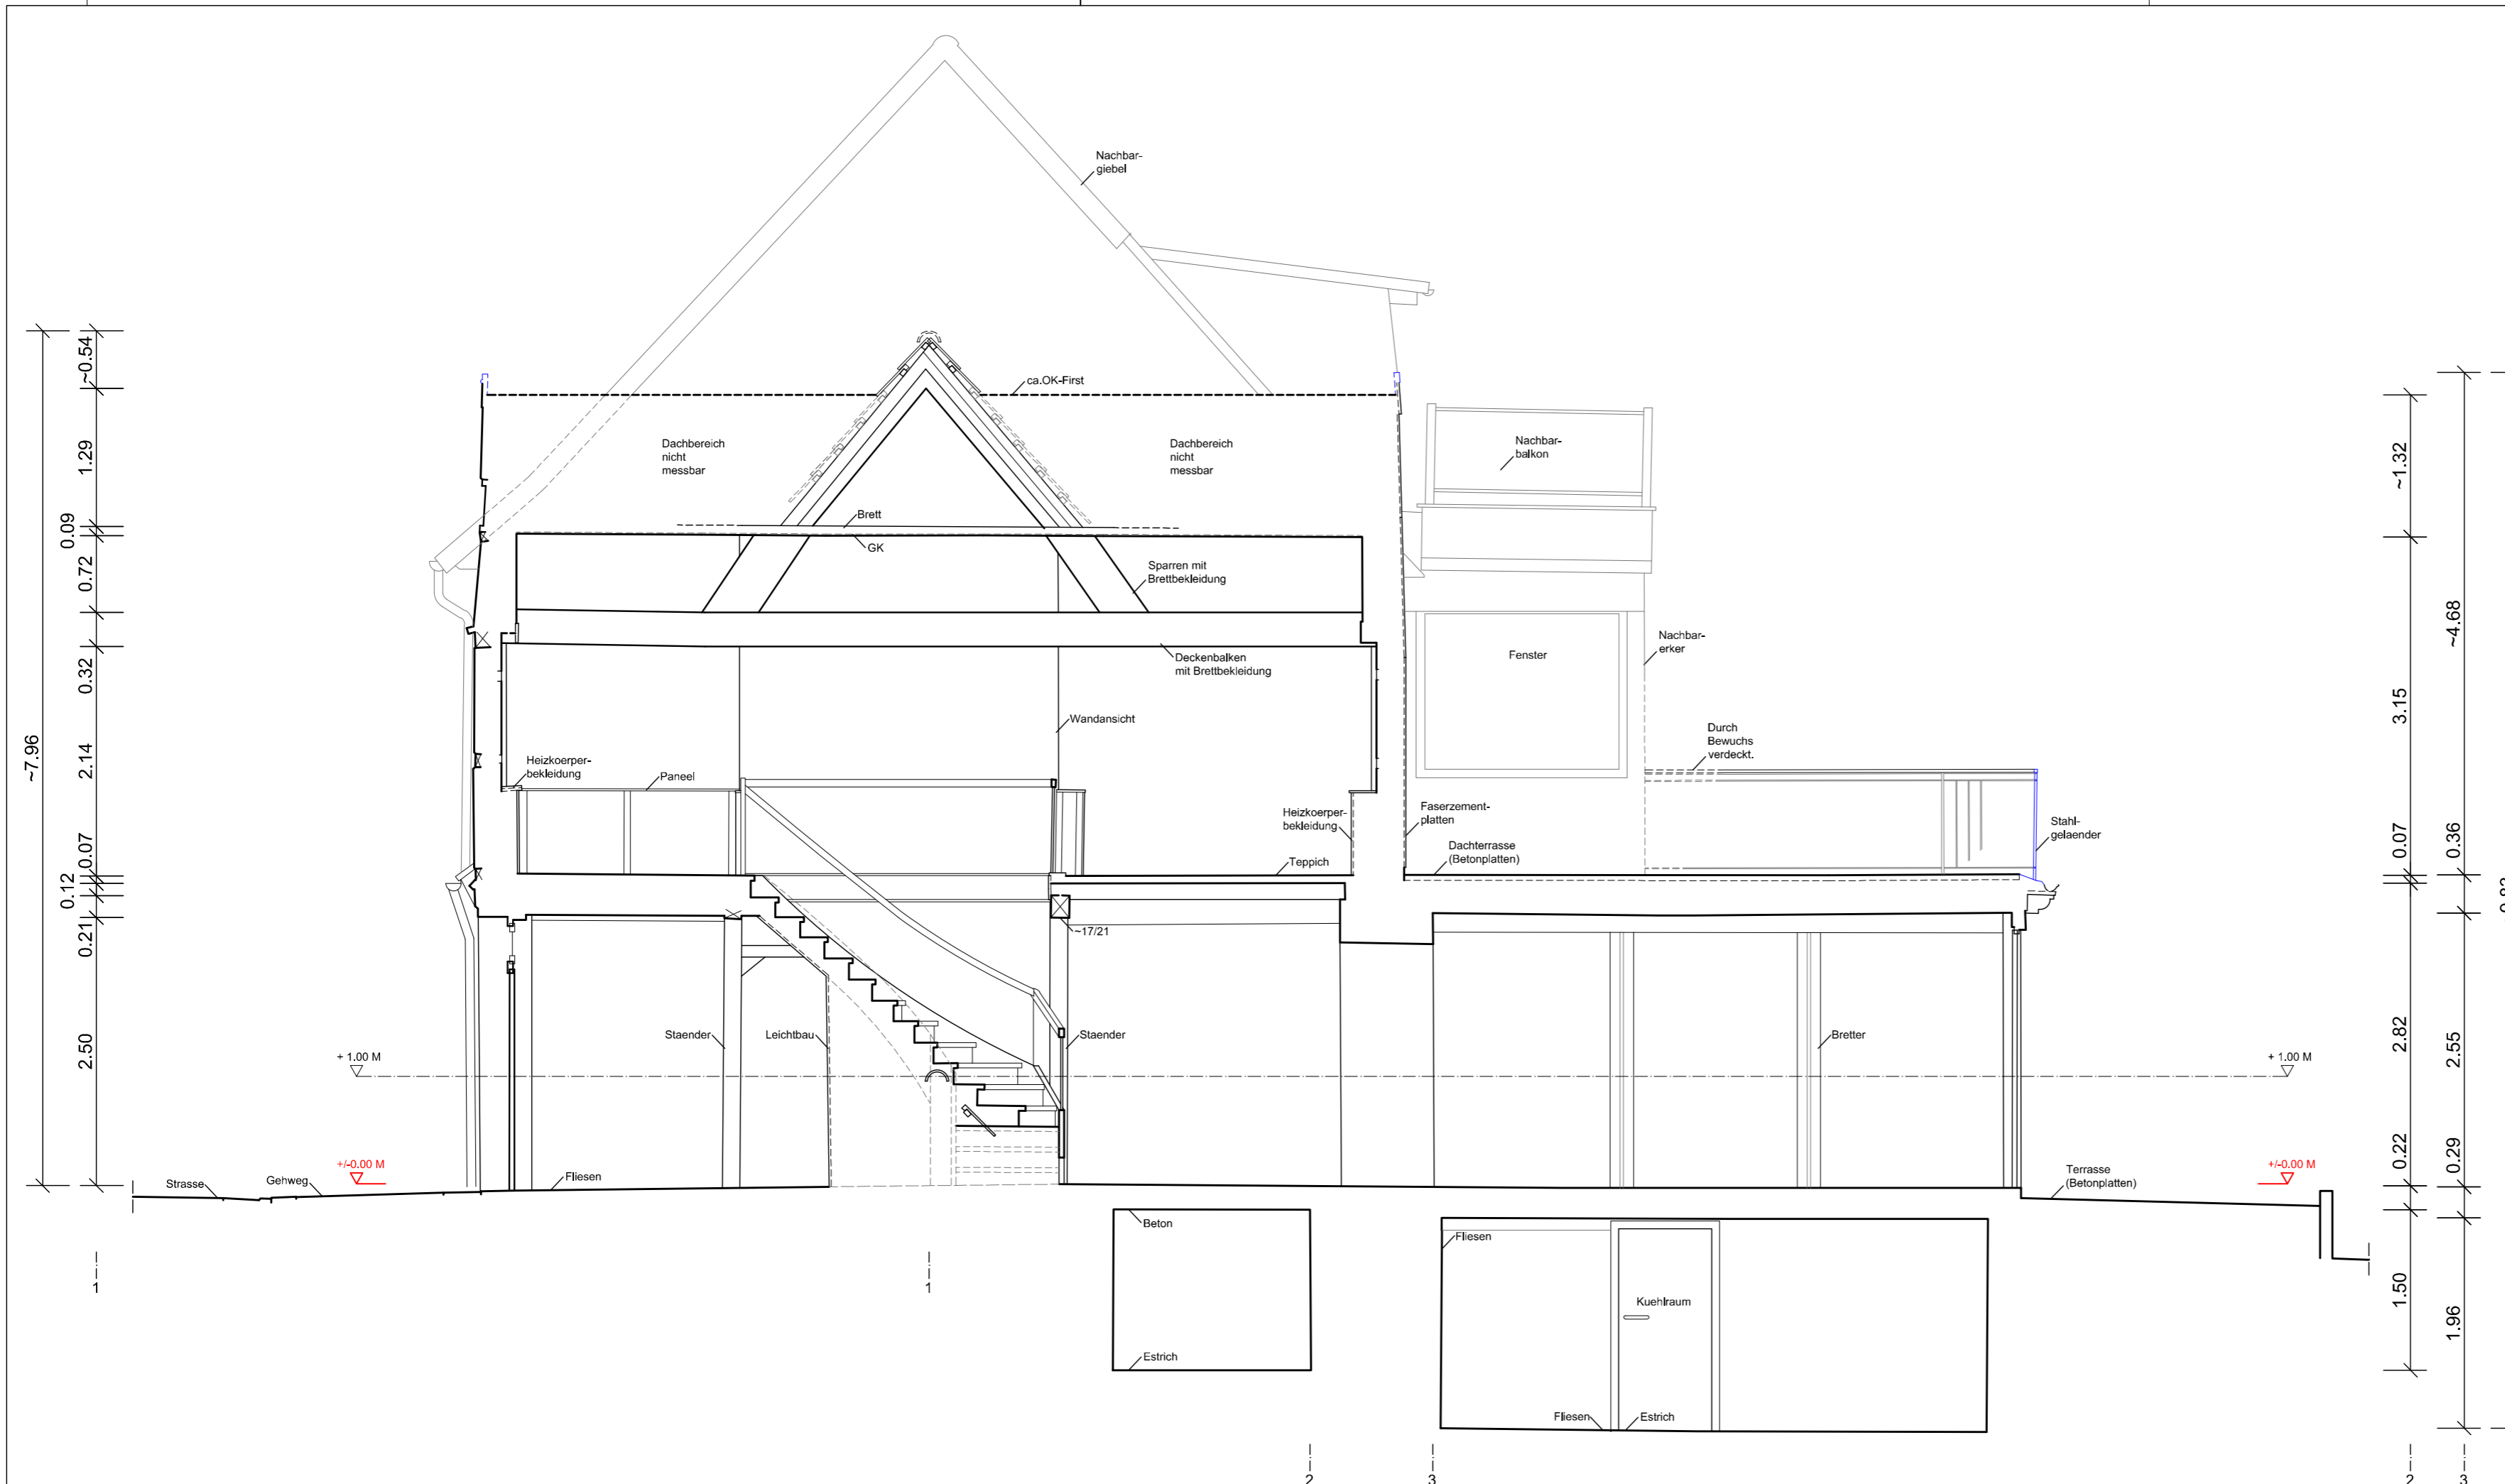 Nachbar-
giebel
ca.OK-First
Dachbereich
nicht
messbar
Dachbereich
nicht
messbar
Nachbar-
balkon
Brett
GK
Sparren mit
Brettbekleidung
Deckenbalken
mit Brettbekleidung
Fenster
Nachbar-
erker
Wandansicht
Durch
Bewuchs
verdeckt.
Heizkoerper-
bekleidung
Paneel
Heizkoerper-
bekleidung
Faserzement-
platten
Stahl-
gelaender
Teppich
Dachterrasse
(Betonplatten)
~17/21
Staender
Leichtbau
Staender
Bretter
+ 1.00 M
+ 1.00 M
+/-0.00 M
+/-0.00 M
Strasse
Gehweg
Fliesen
Terrasse
(Betonplatten)
Beton
Fliesen
Kuehlraum
Estrich
Fliesen
Estrich
~7.96
~0.54
1.29
0.09
0.72
0.32
2.14
0.07
0.12
0.21
2.50
~1.32
3.15
0.07
2.82
0.22
1.50
~4.68
0.36
2.55
0.29
1.96
1
1
2
3
2
3